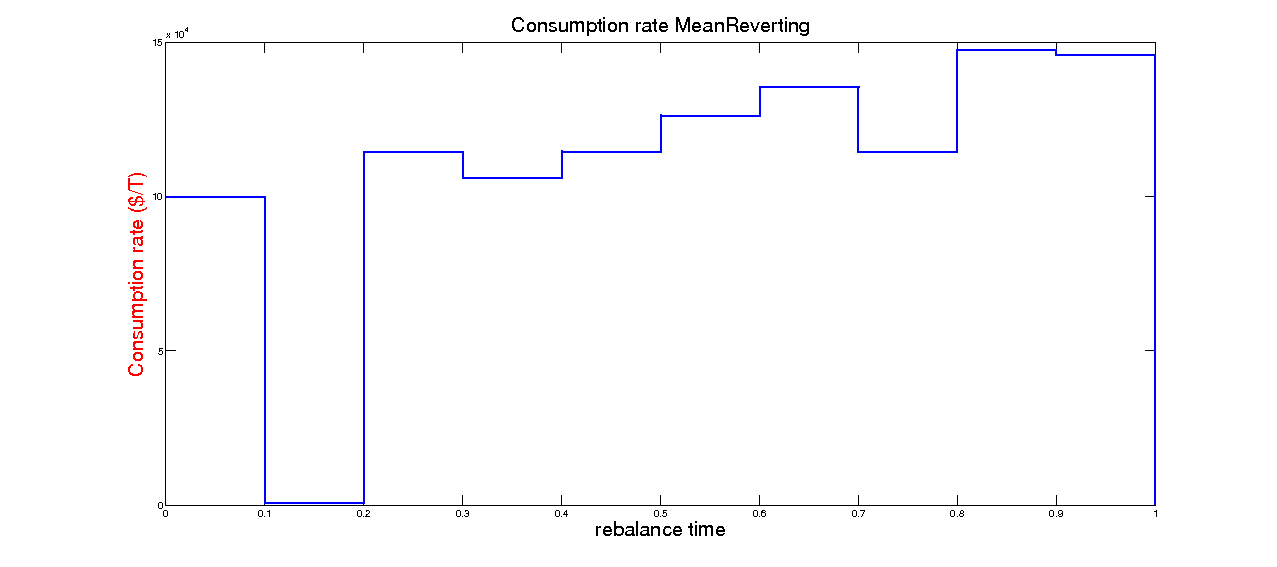 Consumption rate MeanReverting
x 10^4
15
10
5
0
Consumption rate ($/T)
0 0.1 0.2 0.3 0.4 0.5 0.6 0.7 0.8 0.9 1
rebalance time